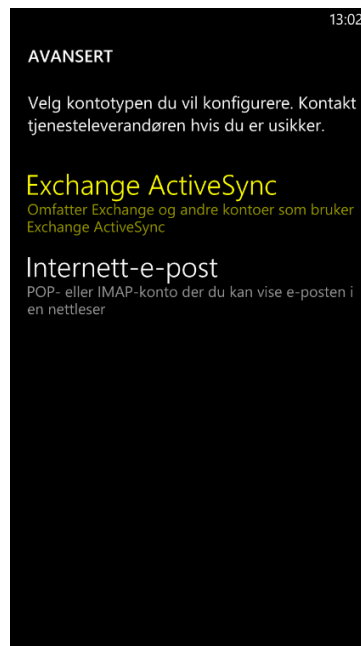 13:02
AVANSERT
Velg kontotypen du vil konfigurere. Kontakt
tjenesteleverandøren hvis du er usikker.
Exchange ActiveSync
Omfatter Exchange og andre kontoer som bruker
Exchange ActiveSync
Internett-e-post
POP- eller IMAP-konto der du kan vise e-posten i
en nettleser